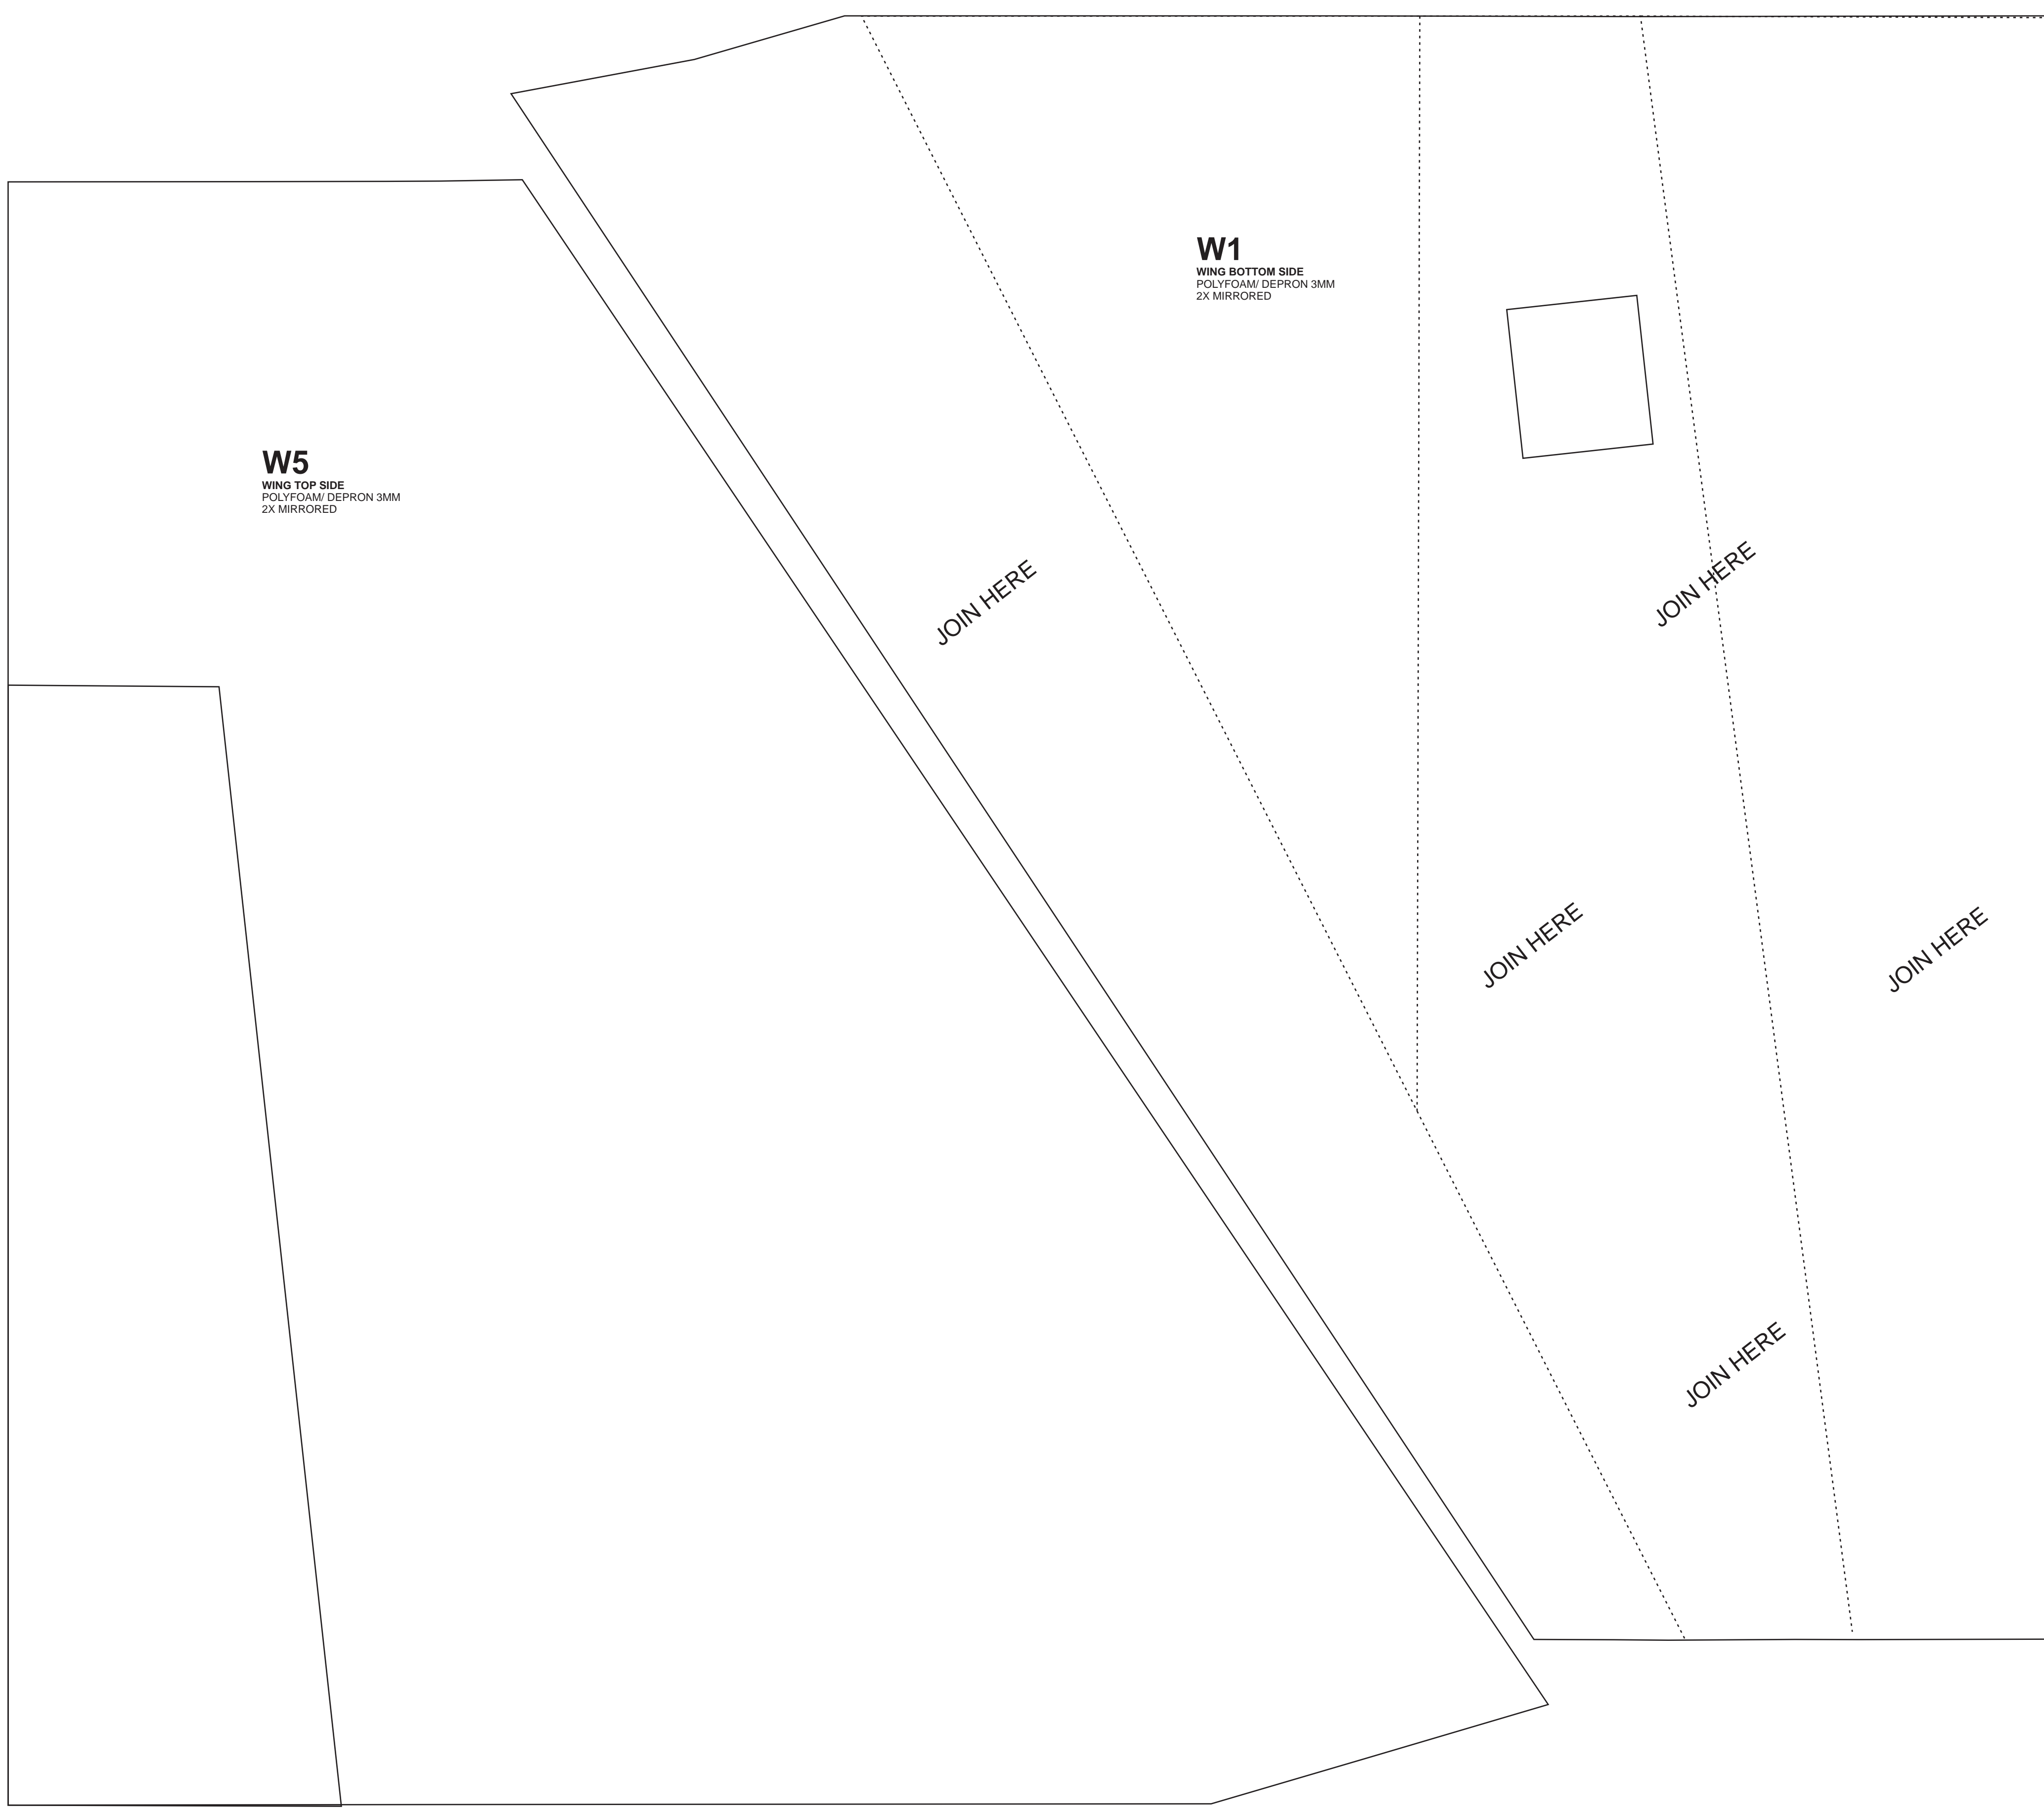 W1
WING BOTTOM SIDE
POLYFOAM/ DEPRON 3MM
2X MIRRORED
W5
WING TOP SIDE
POLYFOAM/ DEPRON 3MM
2X MIRRORED
JOIN HERE
JOIN HERE
JOIN HERE
JOIN HERE
JOIN HERE